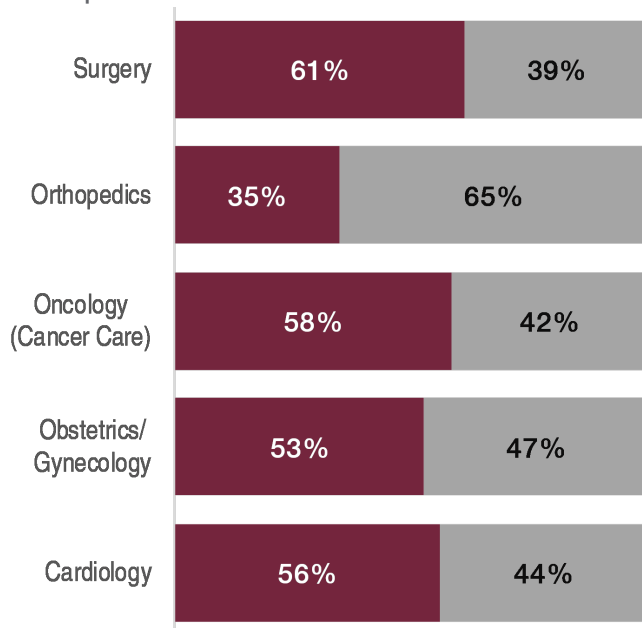 Surgery 61% 39%
Orthopedics 35% 65%
Oncology
(Cancer Care) 58% 42%
Obstetrics/
Gynecology 53% 47%
Cardiology 56% 44%